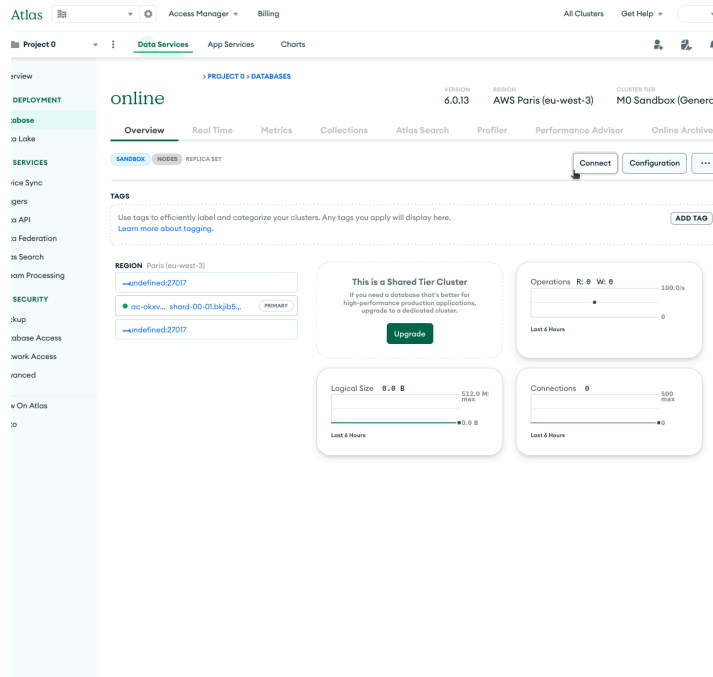 Atlas Access Manager Billing All Clusters Get Help
Project 0 Data Services App Services Charts
erview
> PROJECT 0 > DATABASES
DEPLOYMENT
online
VERSION REGION CLUSTER TIER
6.0.13 AWS Paris (eu-west-3) M0 Sandbox (Genera
abase
a Lake
Overview Real Time Metrics Collections Atlas Search Profiler Performance Advisor Online Archive
SERVICES
SANDBOX NODES REPLICA SET
Connect Configuration ...
vice Sync
gers
a API
a Federation
as Search
eam Processing
SECURITY
kup
abase Access
work Access
vanced
w On Atlas
to
TAGS
Use tags to efficiently label and categorize your clusters. Any tags you apply will display here.
Learn more about tagging.
ADD TAG
REGION Paris (eu-west-3)
undefined:27017
ac-okxv... shard-00-01.bkjib5... PRIMARY
undefined:27017
This is a Shared Tier Cluster
If you need a database that's better for
high-performance production applications,
upgrade to a dedicated cluster.
Upgrade
Operations R: 0 W: 0
100.0/s
0
Last 6 Hours
Logical Size 0.0 B
512.0 M
max
0.0 B
Last 6 Hours
Connections 0
500
max
0
Last 6 Hours